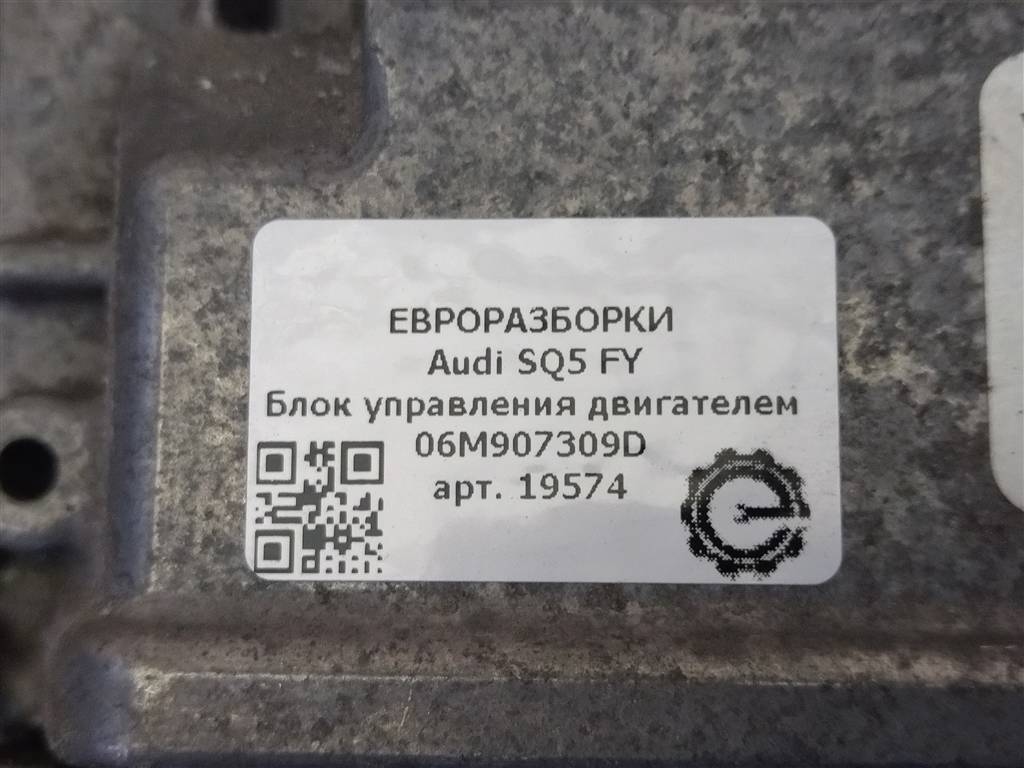 ЕВРОРАЗБОРКИ
Audi SQ5 FY
Блок управления двигателем
06M907309D
арт. 19574